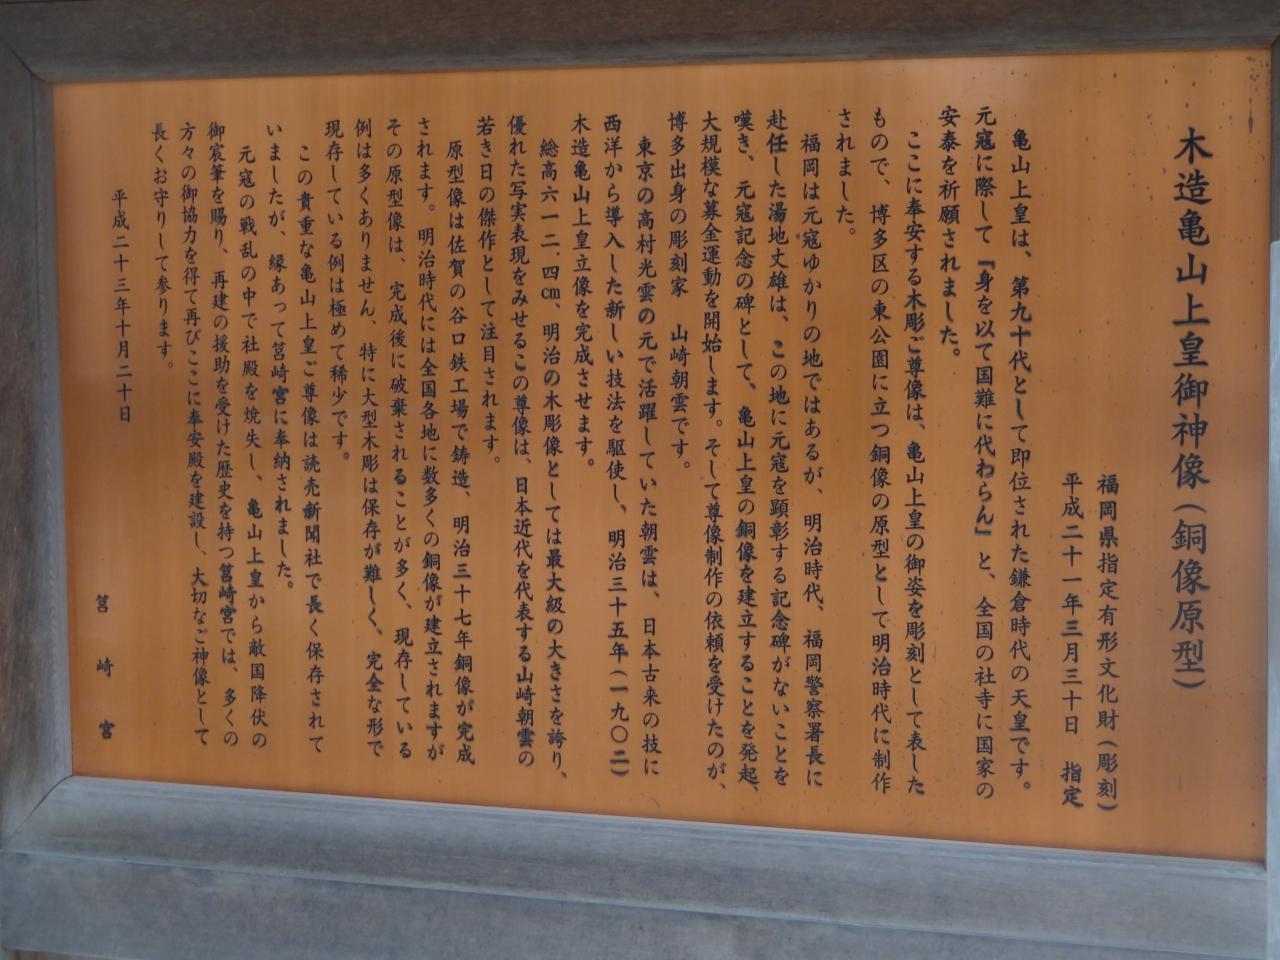 木造亀山上皇御神像(銅像原型)
福岡県指定有形文化財(彫刻)
平成二十一年三月三十日 指定
亀山上皇は、第九十代として即位された鎌倉時代の天皇です。
元寇に際して『身を以て国難に代わらん』と、全国の社寺に国家の
安泰を祈願されました。
ここに奉安する木彫ご尊像は、亀山上皇の御姿を彫刻として表した
もので、博多区の東公園に立つ銅像の原型として明治時代に制作
されました。
福岡は元寇ゆかりの地ではあるが、明治時代、福岡警察署長に
赴任した湯地丈雄は、この地に元寇を顕彰する記念碑がないことを
嘆き、元寇記念の碑として、亀山上皇の銅像を建立することを発起、
大規模な募金運動を開始します。そして尊像制作の依頼を受けたのが、
博多出身の彫刻家 山崎朝雲です。
東京の高村光雲の元で活躍していた朝雲は、日本古来の技に
西洋から導入した新しい技法を駆使し、明治三十五年(一九〇二)
木造亀山上皇立像を完成させます。
総高六一二.四㎝、明治の木彫像としては最大級の大きさを誇り、
優れた写実表現をみせるこの尊像は、日本近代を代表する山崎朝雲の
若き日の傑作として注目されます。
原型像は佐賀の谷口鉄工場で鋳造、明治三十七年銅像が完成
されます。明治時代には全国各地に数多くの銅像が建立されますが
その原型像は、完成後に破棄されることが多く、現存している
例は多くありません、特に大型木彫は保存が難しく、完全な形で
現存している例は極めて稀少です。
この貴重な亀山上皇ご尊像は読売新聞社で長く保存されて
いましたが、縁あって筥崎宮に奉納されました。
元寇の戦乱の中で社殿を焼失し、亀山上皇から敵国降伏の
御宸筆を賜り、再建の援助を受けた歴史を持つ筥崎宮では、多くの
方々の御協力を得て再びここに奉安殿を建設し、大切なご神像として
長くお守りして参ります。
平成二十三年十月二十日
筥崎宮